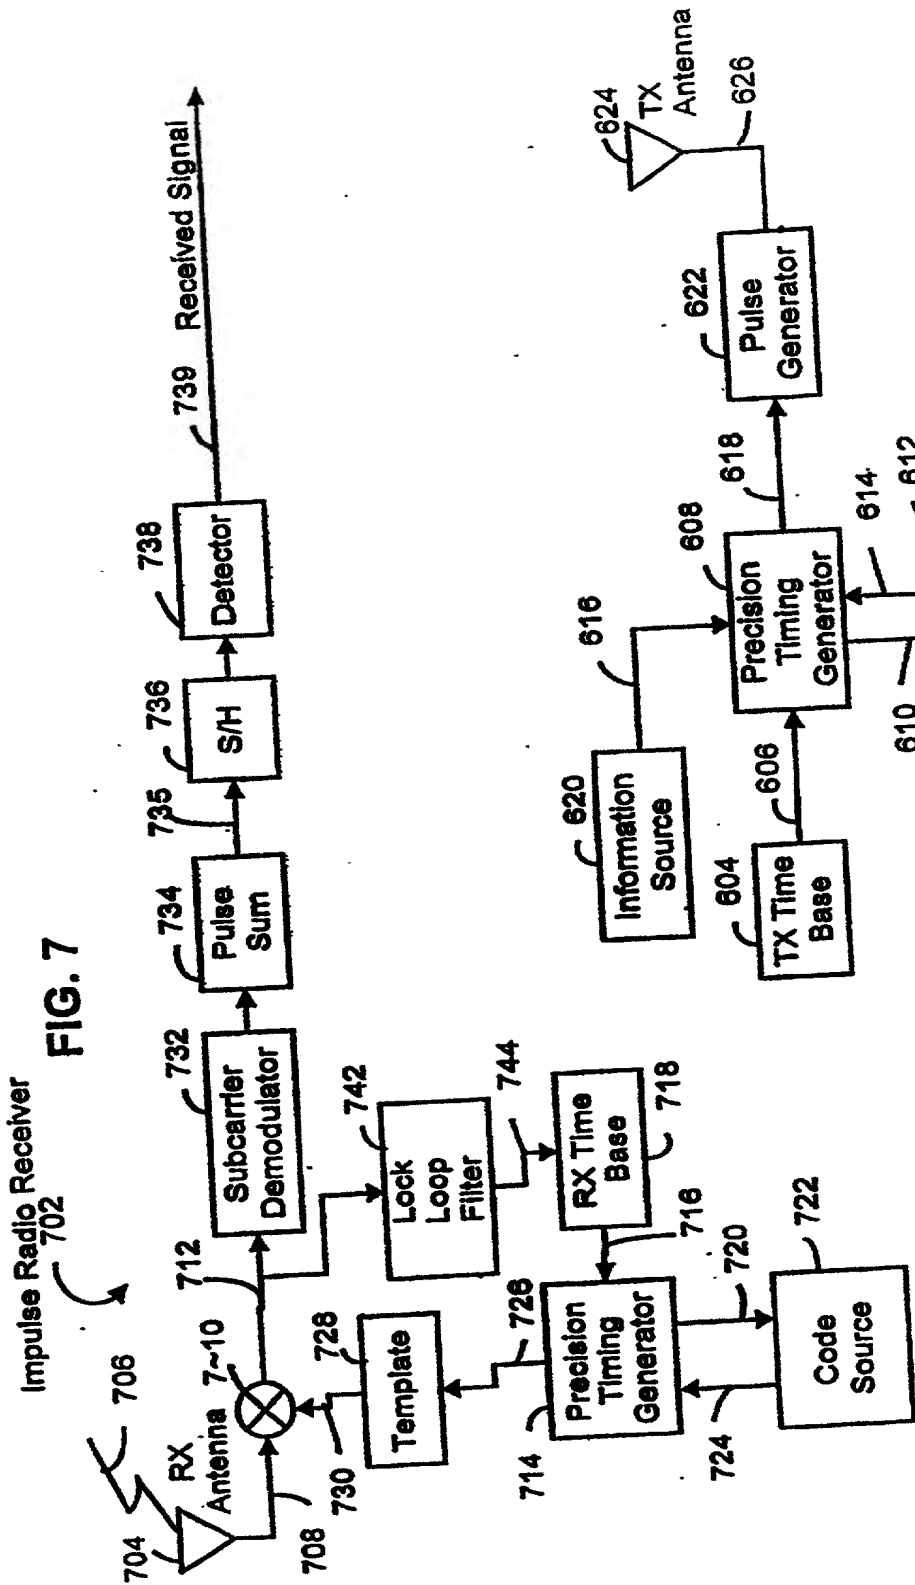 Impulse Radio Receiver
702
FIG. 7
704
706
RX
Antenna
7~10
708
712
732
Subcarrier
Demodulator
734
Pulse
Sum
735
736
S/H
738
Detector
739
Received Signal
730
728
Template
726
742
Lock
Loop
Filter
744
RX Time
Base
718
716
714
Precision
Timing
Generator
720
724
722
Code
Source
604
TX Time
Base
606
620
Information
Source
616
608
Precision
Timing
Generator
618
610
614
612
622
Pulse
Generator
624
TX
Antenna
626